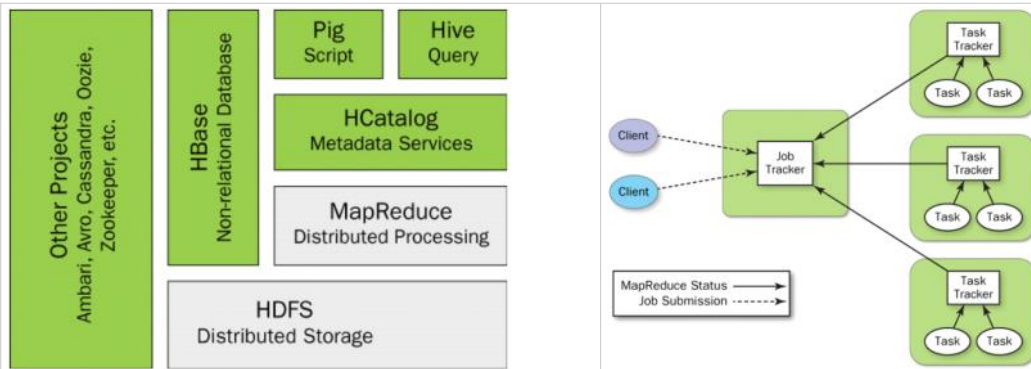 Other Projects
Ambari, Avro, Cassandra, Oozie,
Zookeeper, etc.
HBase
Non-relational Database
Pig
Script
Hive
Query
HCatalog
Metadata Services
MapReduce
Distributed Processing
HDFS
Distributed Storage
Client
Client
Job
Tracker
Task
Tracker
Task
Task
Task
Tracker
Task
Task
Task
Tracker
Task
Task
MapReduce Status
Job Submission